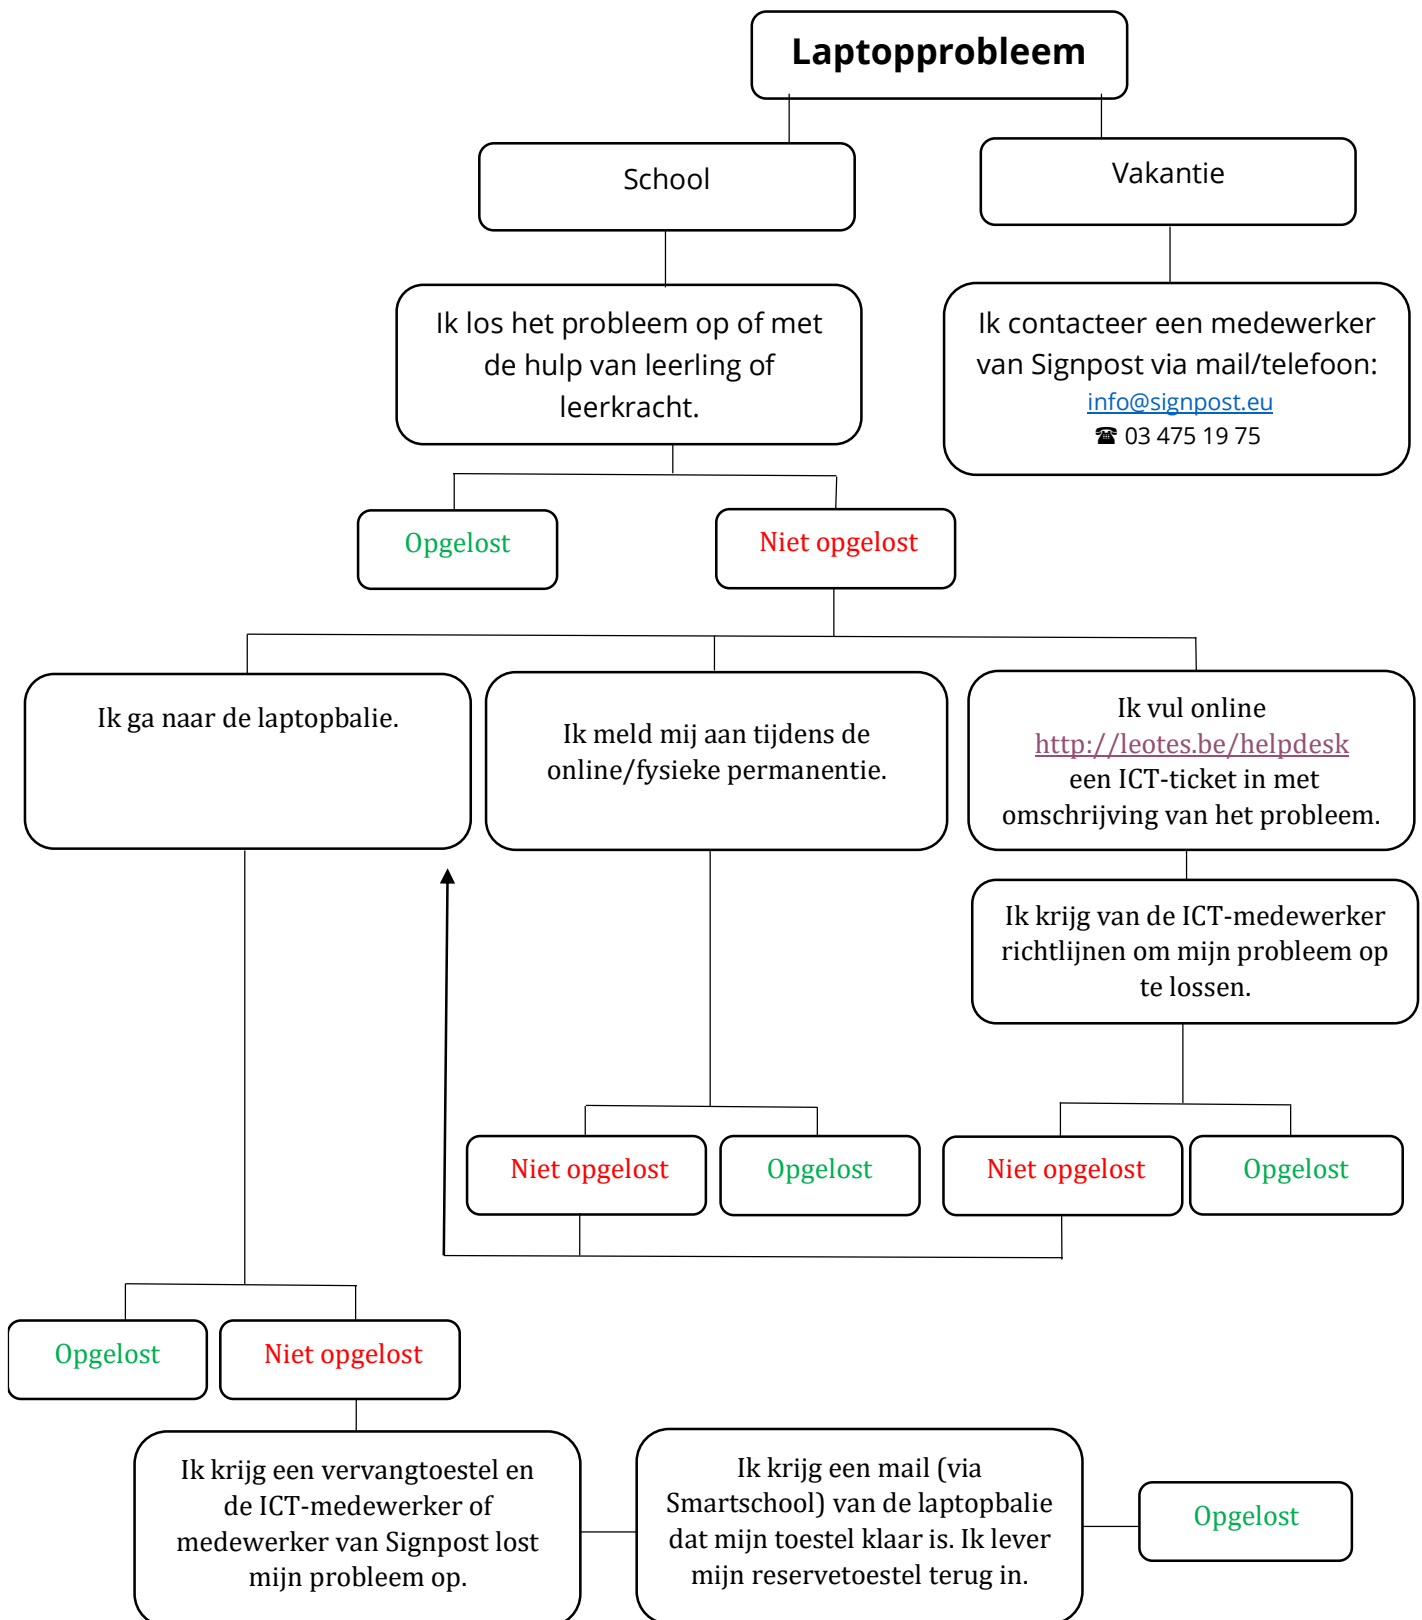 Laptopprobleem
School
Vakantie
Ik los het probleem op of met
de hulp van leerling of
leerkracht.
Ik contacteer een medewerker
van Signpost via mail/telefoon:
info@signpost.eu
☎ 03 475 19 75
Opgelost
Niet opgelost
Ik ga naar de laptopbalie.
Ik meld mij aan tijdens de
online/fysieke permanentie.
Ik vul online
http://leotes.be/helpdesk
een ICT-ticket in met
omschrijving van het probleem.
Ik krijg van de ICT-medewerker
richtlijnen om mijn probleem op
te lossen.
Niet opgelost
Opgelost
Niet opgelost
Opgelost
Opgelost
Niet opgelost
Ik krijg een vervangtoestel en
de ICT-medewerker of
medewerker van Signpost lost
mijn probleem op.
Ik krijg een mail (via
Smartschool) van de laptopbalie
dat mijn toestel klaar is. Ik lever
mijn reservetoestel terug in.
Opgelost